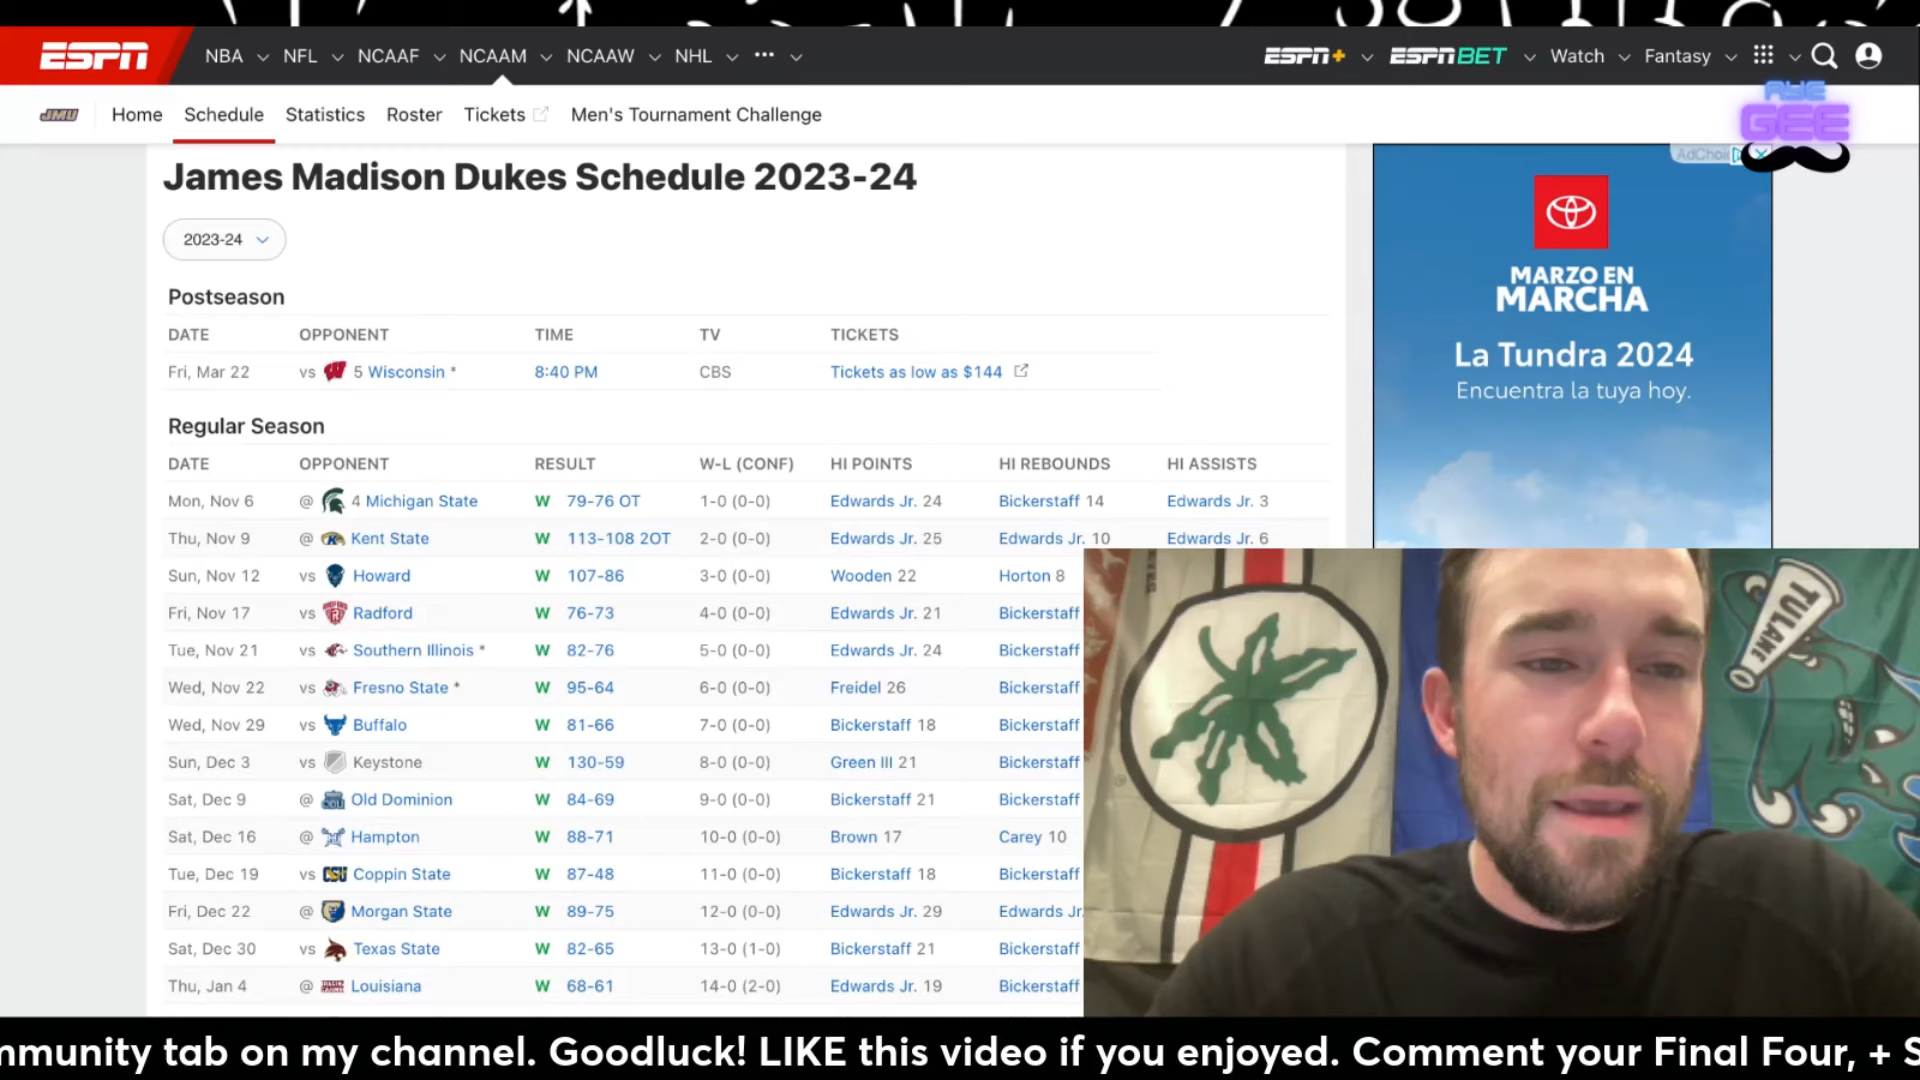 ESPN NBA NFL NCAAF NCAAM NCAAW NHL ESPN+ ESPN BET Watch Fantasy
AYE
GEE
JMU Home Schedule Statistics Roster Tickets Men's Tournament Challenge
James Madison Dukes Schedule 2023-24
2023-24
Postseason
DATE OPPONENT TIME TV TICKETS
Fri, Mar 22 vs 5 Wisconsin * 8:40 PM CBS Tickets as low as $144
Regular Season
DATE OPPONENT RESULT W-L (CONF) HI POINTS HI REBOUNDS HI ASSISTS
Mon, Nov 6 @ 4 Michigan State W 79-76 OT 1-0 (0-0) Edwards Jr. 24 Bickerstaff 14 Edwards Jr. 3
Thu, Nov 9 @ Kent State W 113-108 2OT 2-0 (0-0) Edwards Jr. 25 Edwards Jr. 10 Edwards Jr. 6
Sun, Nov 12 vs Howard W 107-86 3-0 (0-0) Wooden 22 Horton 8
Fri, Nov 17 vs Radford W 76-73 4-0 (0-0) Edwards Jr. 21 Bickerstaff
Tue, Nov 21 vs Southern Illinois * W 82-76 5-0 (0-0) Edwards Jr. 24 Bickerstaff
Wed, Nov 22 vs Fresno State * W 95-64 6-0 (0-0) Freidel 26 Bickerstaff
Wed, Nov 29 vs Buffalo W 81-66 7-0 (0-0) Bickerstaff 18 Bickerstaff
Sun, Dec 3 vs Keystone W 130-59 8-0 (0-0) Green III 21 Bickerstaff
Sat, Dec 9 @ Old Dominion W 84-69 9-0 (0-0) Bickerstaff 21 Bickerstaff
Sat, Dec 16 @ Hampton W 88-71 10-0 (0-0) Brown 17 Carey 10
Tue, Dec 19 vs Coppin State W 87-48 11-0 (0-0) Bickerstaff 18 Bickerstaff
Fri, Dec 22 @ Morgan State W 89-75 12-0 (0-0) Edwards Jr. 29 Edwards Jr.
Sat, Dec 30 vs Texas State W 82-65 13-0 (1-0) Bickerstaff 21 Bickerstaff
Thu, Jan 4 @ Louisiana W 68-61 14-0 (2-0) Edwards Jr. 19 Bickerstaff
MARZO EN
MARCHA
La Tundra 2024
Encuentra la tuya hoy.
TULANE
mmunity tab on my channel. Goodluck! LIKE this video if you enjoyed. Comment your Final Four, + S